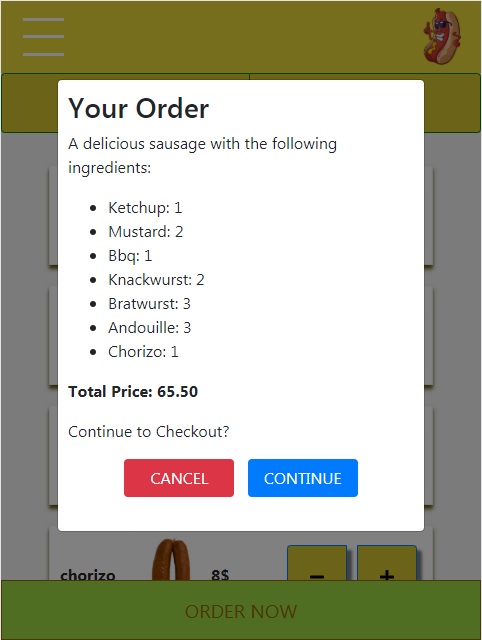 Your Order
A delicious sausage with the following
ingredients:
Ketchup: 1
Mustard: 2
Bbq: 1
Knackwurst: 2
Bratwurst: 3
Andouille: 3
Chorizo: 1
Total Price: 65.50
Continue to Checkout?
CANCEL CONTINUE
chorizo 8$ − +
ORDER NOW